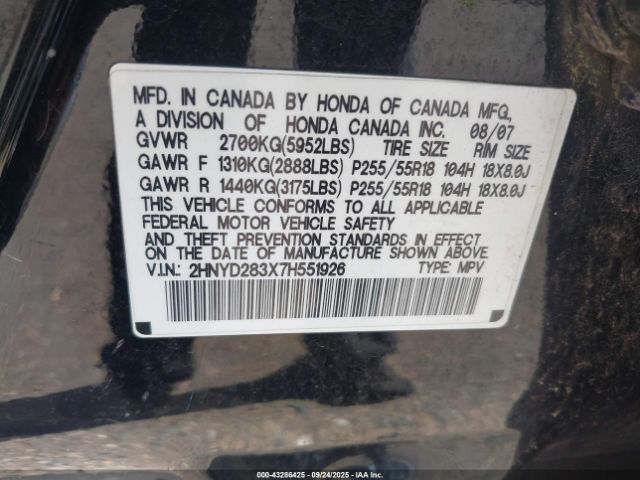 MFD. IN CANADA BY HONDA OF CANADA MFG.,
A DIVISION OF HONDA CANADA INC. 08/07
GVWR 2700KG(5952LBS) TIRE SIZE RIM SIZE
GAWR F 1310KG(2888LBS) P255/55R18 104H 18X8.0J
GAWR R 1440KG(3175LBS) P255/55R18 104H 18X8.0J
THIS VEHICLE CONFORMS TO ALL APPLICABLE
FEDERAL MOTOR VEHICLE SAFETY
AND THEFT PREVENTION STANDARDS IN EFFECT
ON THE DATE OF MANUFACTURE SHOWN ABOVE.
V.I.N.: 2HNYD283X7H551926 TYPE: MPV
000-43286425 - 09/24/2025 - IAA Inc.